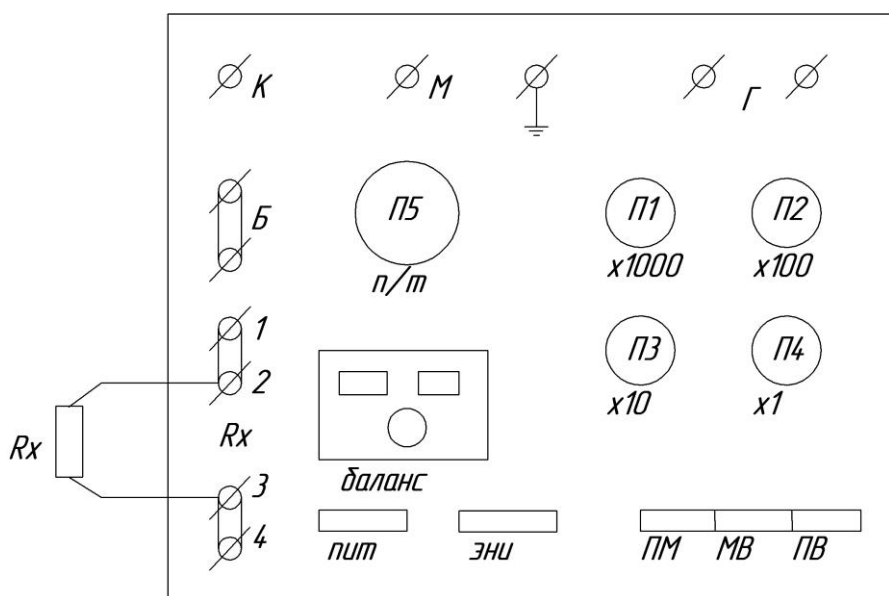 К М Г
Б П5 П1 П2
п/т х1000 х100
1
2 П3 П4
х10 х1
Rx Rx
баланс
3
4 пит эни ПМ МВ ПВ